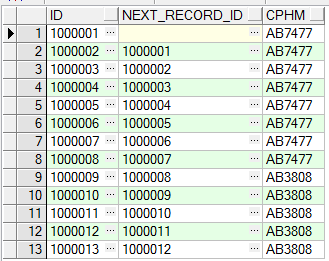 ID NEXT_RECORD_ID CPHM
1 1000001 ... AB7477
2 1000002 ... 1000001 ... AB7477
3 1000003 ... 1000002 ... AB7477
4 1000004 ... 1000003 ... AB7477
5 1000005 ... 1000004 ... AB7477
6 1000006 ... 1000005 ... AB7477
7 1000007 ... 1000006 ... AB7477
8 1000008 ... 1000007 ... AB7477
9 1000009 ... 1000008 ... AB3808
10 1000010 ... 1000009 ... AB3808
11 1000011 ... 1000010 ... AB3808
12 1000012 ... 1000011 ... AB3808
13 1000013 ... 1000012 ... AB3808